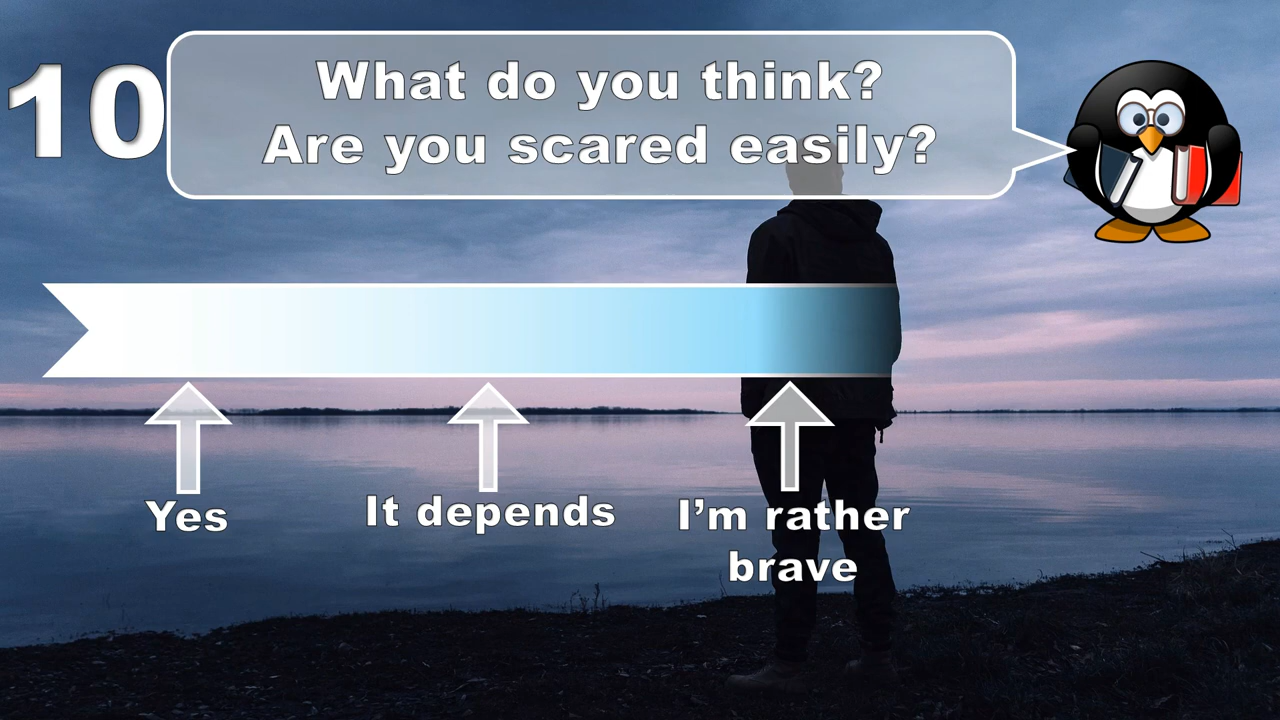 10
What do you think?
Are you scared easily?
Yes
It depends
I’m rather
brave